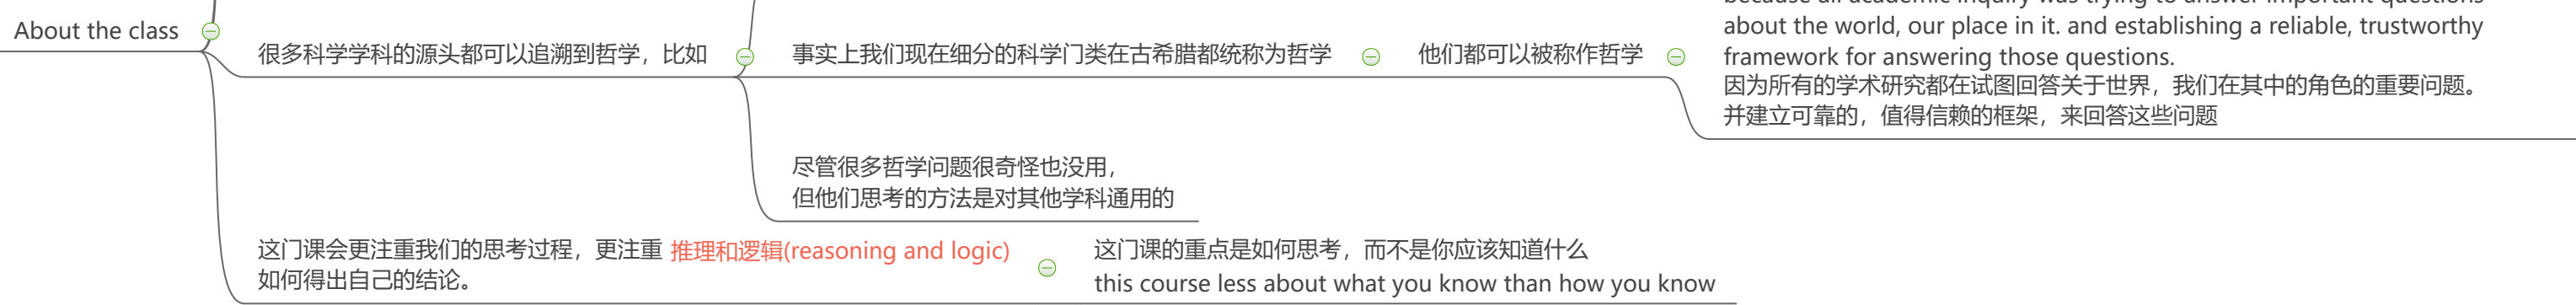 About the class
很多科学学科的源头都可以追溯到哲学，比如
事实上我们现在细分的科学门类在古希腊都统称为哲学
他们都可以被称作哲学
because all academic inquiry was trying to answer important questions
about the world, our place in it. and establishing a reliable, trustworthy
framework for answering those questions.
因为所有的学术研究都在试图回答关于世界，我们在其中的角色的重要问题。
并建立可靠的，值得信赖的框架，来回答这些问题
尽管很多哲学问题很奇怪也没用，
但他们思考的方法是对其他学科通用的
这门课会更注重我们的思考过程，更注重 推理和逻辑(reasoning and logic)
如何得出自己的结论。
这门课的重点是如何思考，而不是你应该知道什么
this course less about what you know than how you know